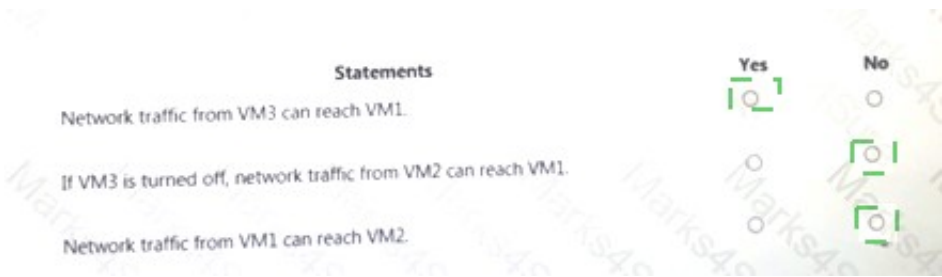 Statements Yes No
Network traffic from VM3 can reach VM1.
If VM3 is turned off, network traffic from VM2 can reach VM1.
Network traffic from VM1 can reach VM2.